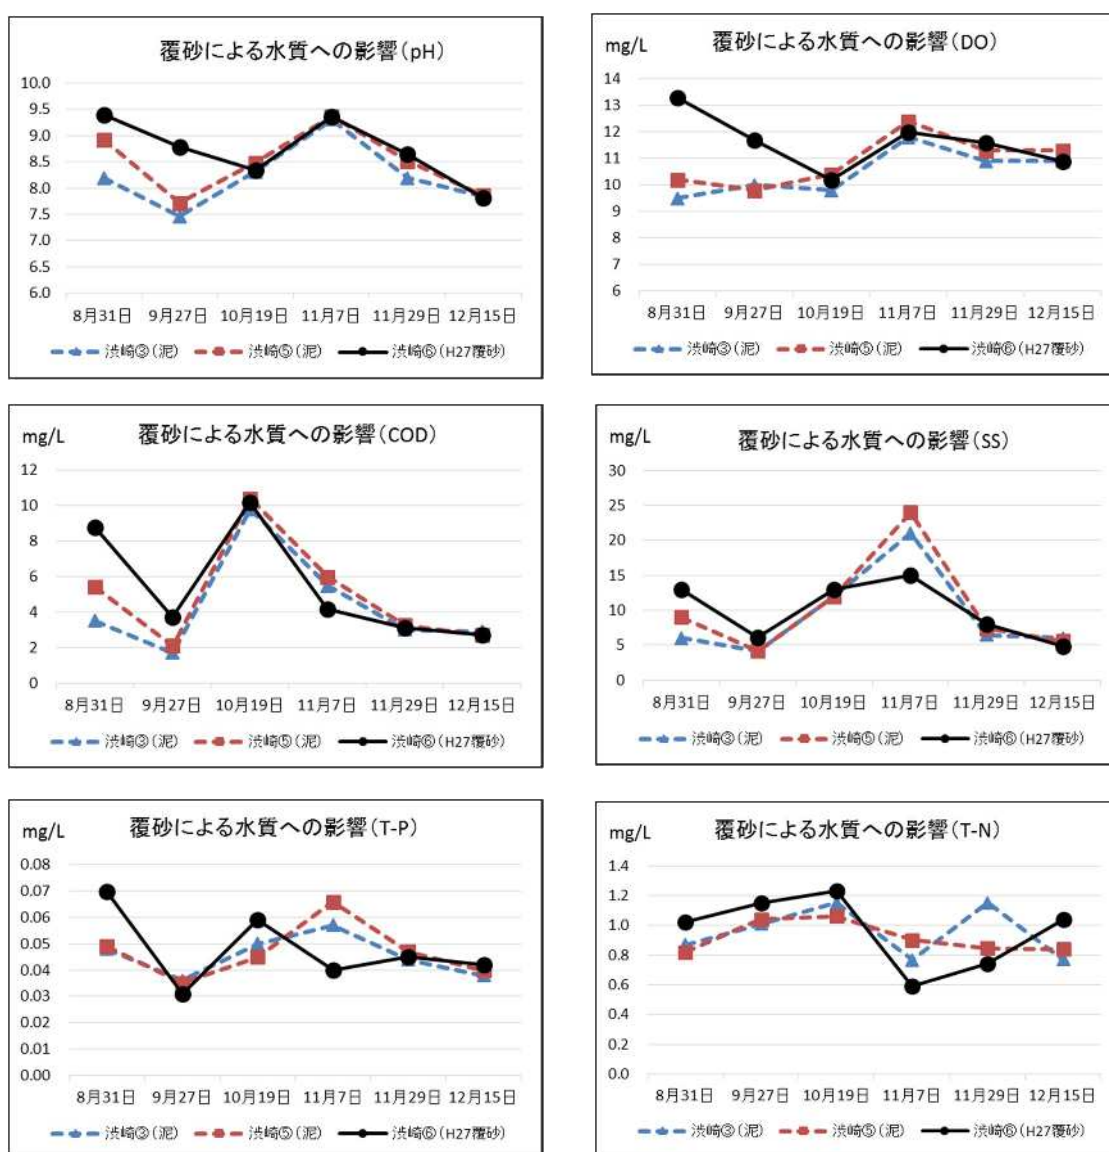 覆砂による水質への影響(pH)
10.0
9.5
9.0
8.5
8.0
7.5
7.0
6.5
6.0
8月31日 9月27日 10月19日 11月7日 11月29日 12月15日
渋崎③(泥) 渋崎⑤(泥) 渋崎⑥(H27覆砂)
mg/L 覆砂による水質への影響(DO)
14
13
12
11
10
9
8
7
6
8月31日 9月27日 10月19日 11月7日 11月29日 12月15日
渋崎③(泥) 渋崎⑤(泥) 渋崎⑥(H27覆砂)
mg/L 覆砂による水質への影響(COD)
12
10
8
6
4
2
0
8月31日 9月27日 10月19日 11月7日 11月29日 12月15日
渋崎③(泥) 渋崎⑤(泥) 渋崎⑥(H27覆砂)
mg/L 覆砂による水質への影響(SS)
30
25
20
15
10
5
0
8月31日 9月27日 10月19日 11月7日 11月29日 12月15日
渋崎③(泥) 渋崎⑤(泥) 渋崎⑥(H27覆砂)
mg/L 覆砂による水質への影響(T-P)
0.08
0.07
0.06
0.05
0.04
0.03
0.02
0.01
0.00
8月31日 9月27日 10月19日 11月7日 11月29日 12月15日
渋崎③(泥) 渋崎⑤(泥) 渋崎⑥(H27覆砂)
mg/L 覆砂による水質への影響(T-N)
1.4
1.2
1.0
0.8
0.6
0.4
0.2
0.0
8月31日 9月27日 10月19日 11月7日 11月29日 12月15日
渋崎③(泥) 渋崎⑤(泥) 渋崎⑥(H27覆砂)